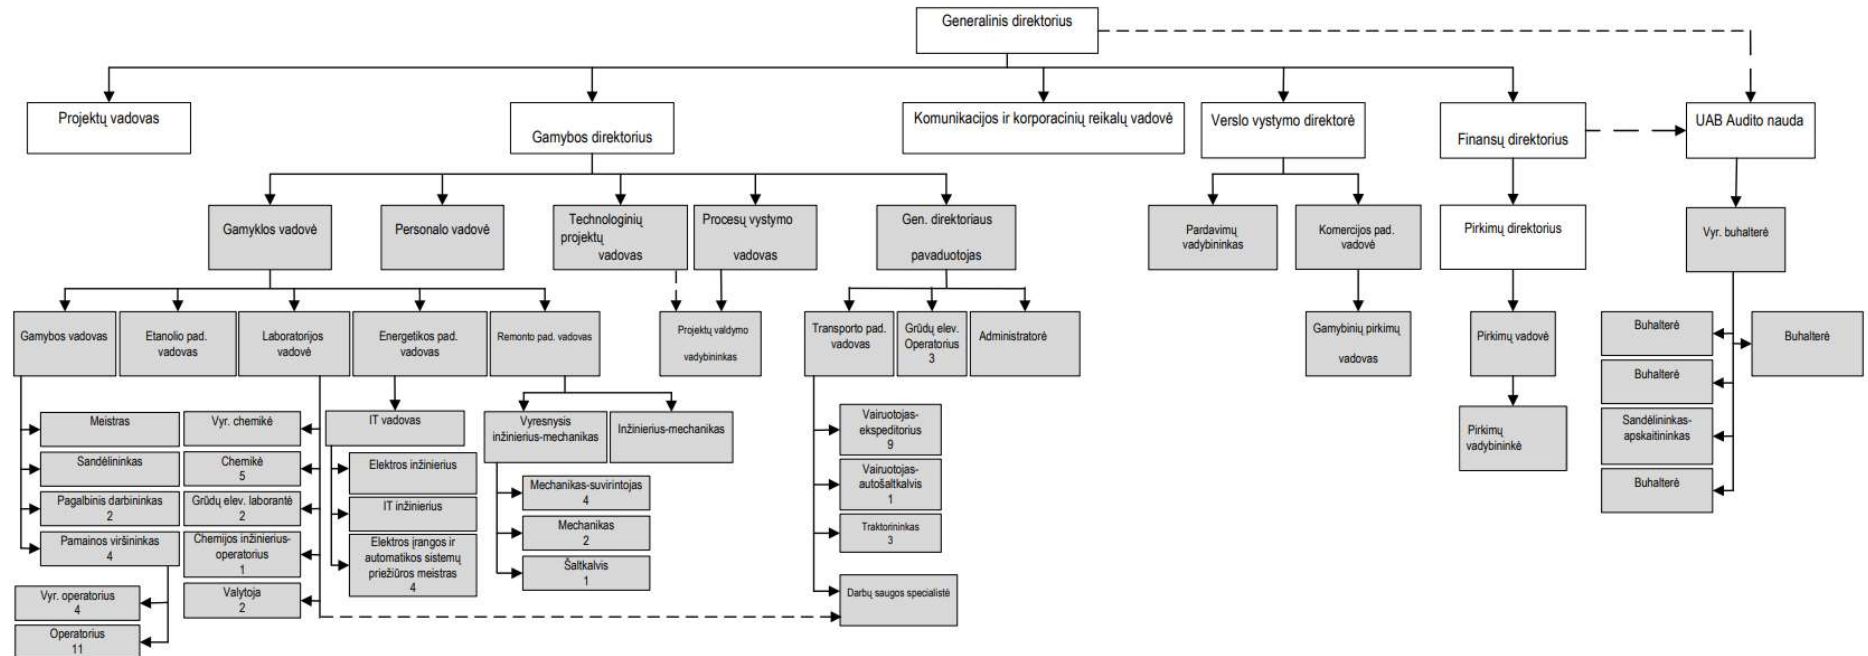 Generalinis direktorius
Projektų vadovas
Gamybos direktorius
Komunikacijos ir korporacinių reikalų vadovė
Verslo vystymo direktorė
Finansų direktorius
UAB Audito nauda
Gamyklos vadovė
Personalo vadovė
Technologinių
projektų
vadovas
Procesų vystymo
vadovas
Gen. direktoriaus
pavaduotojas
Pardavimų
vadybininkas
Komercijos pad.
vadovė
Pirkimų direktorius
Vyr. buhalterė
Gamybos vadovas
Etanolio pad.
vadovas
Laboratorijos
vadovė
Energetikos pad.
vadovas
Remonto pad. vadovas
Projektų valdymo
vadybininkas
Transporto pad.
vadovas
Grūdų elev.
Operatorius
3
Administratorė
Gamybinių pirkimų
vadovas
Pirkimų vadovė
Buhalterė
Buhalterė
Buhalterė
Sandėlininkas-
apskaitininkas
Buhalterė
Pirkimų
vadybininkė
Meistras
Sandėlininkas
Pagalbinis darbininkas
2
Pamainos viršininkas
4
Vyr. operatorius
4
Operatorius
11
Vyr. chemikė
Chemikė
5
Grūdų elev. laborantė
2
Chemijos inžinierius-
operatorius
1
Valytoja
2
IT vadovas
Elektros inžinierius
IT inžinierius
Elektros įrangos ir
automatikos sistemų
priežiūros meistras
4
Vyresnysis
inžinierius-mechanikas
Inžinierius-mechanikas
Mechanikas-suvirintojas
4
Mechanikas
2
Šaltkalvis
1
Vairuotojas-
ekspeditorius
9
Vairuotojas-
autošaltkalvis
1
Traktorininkas
3
Darbų saugos specialistė